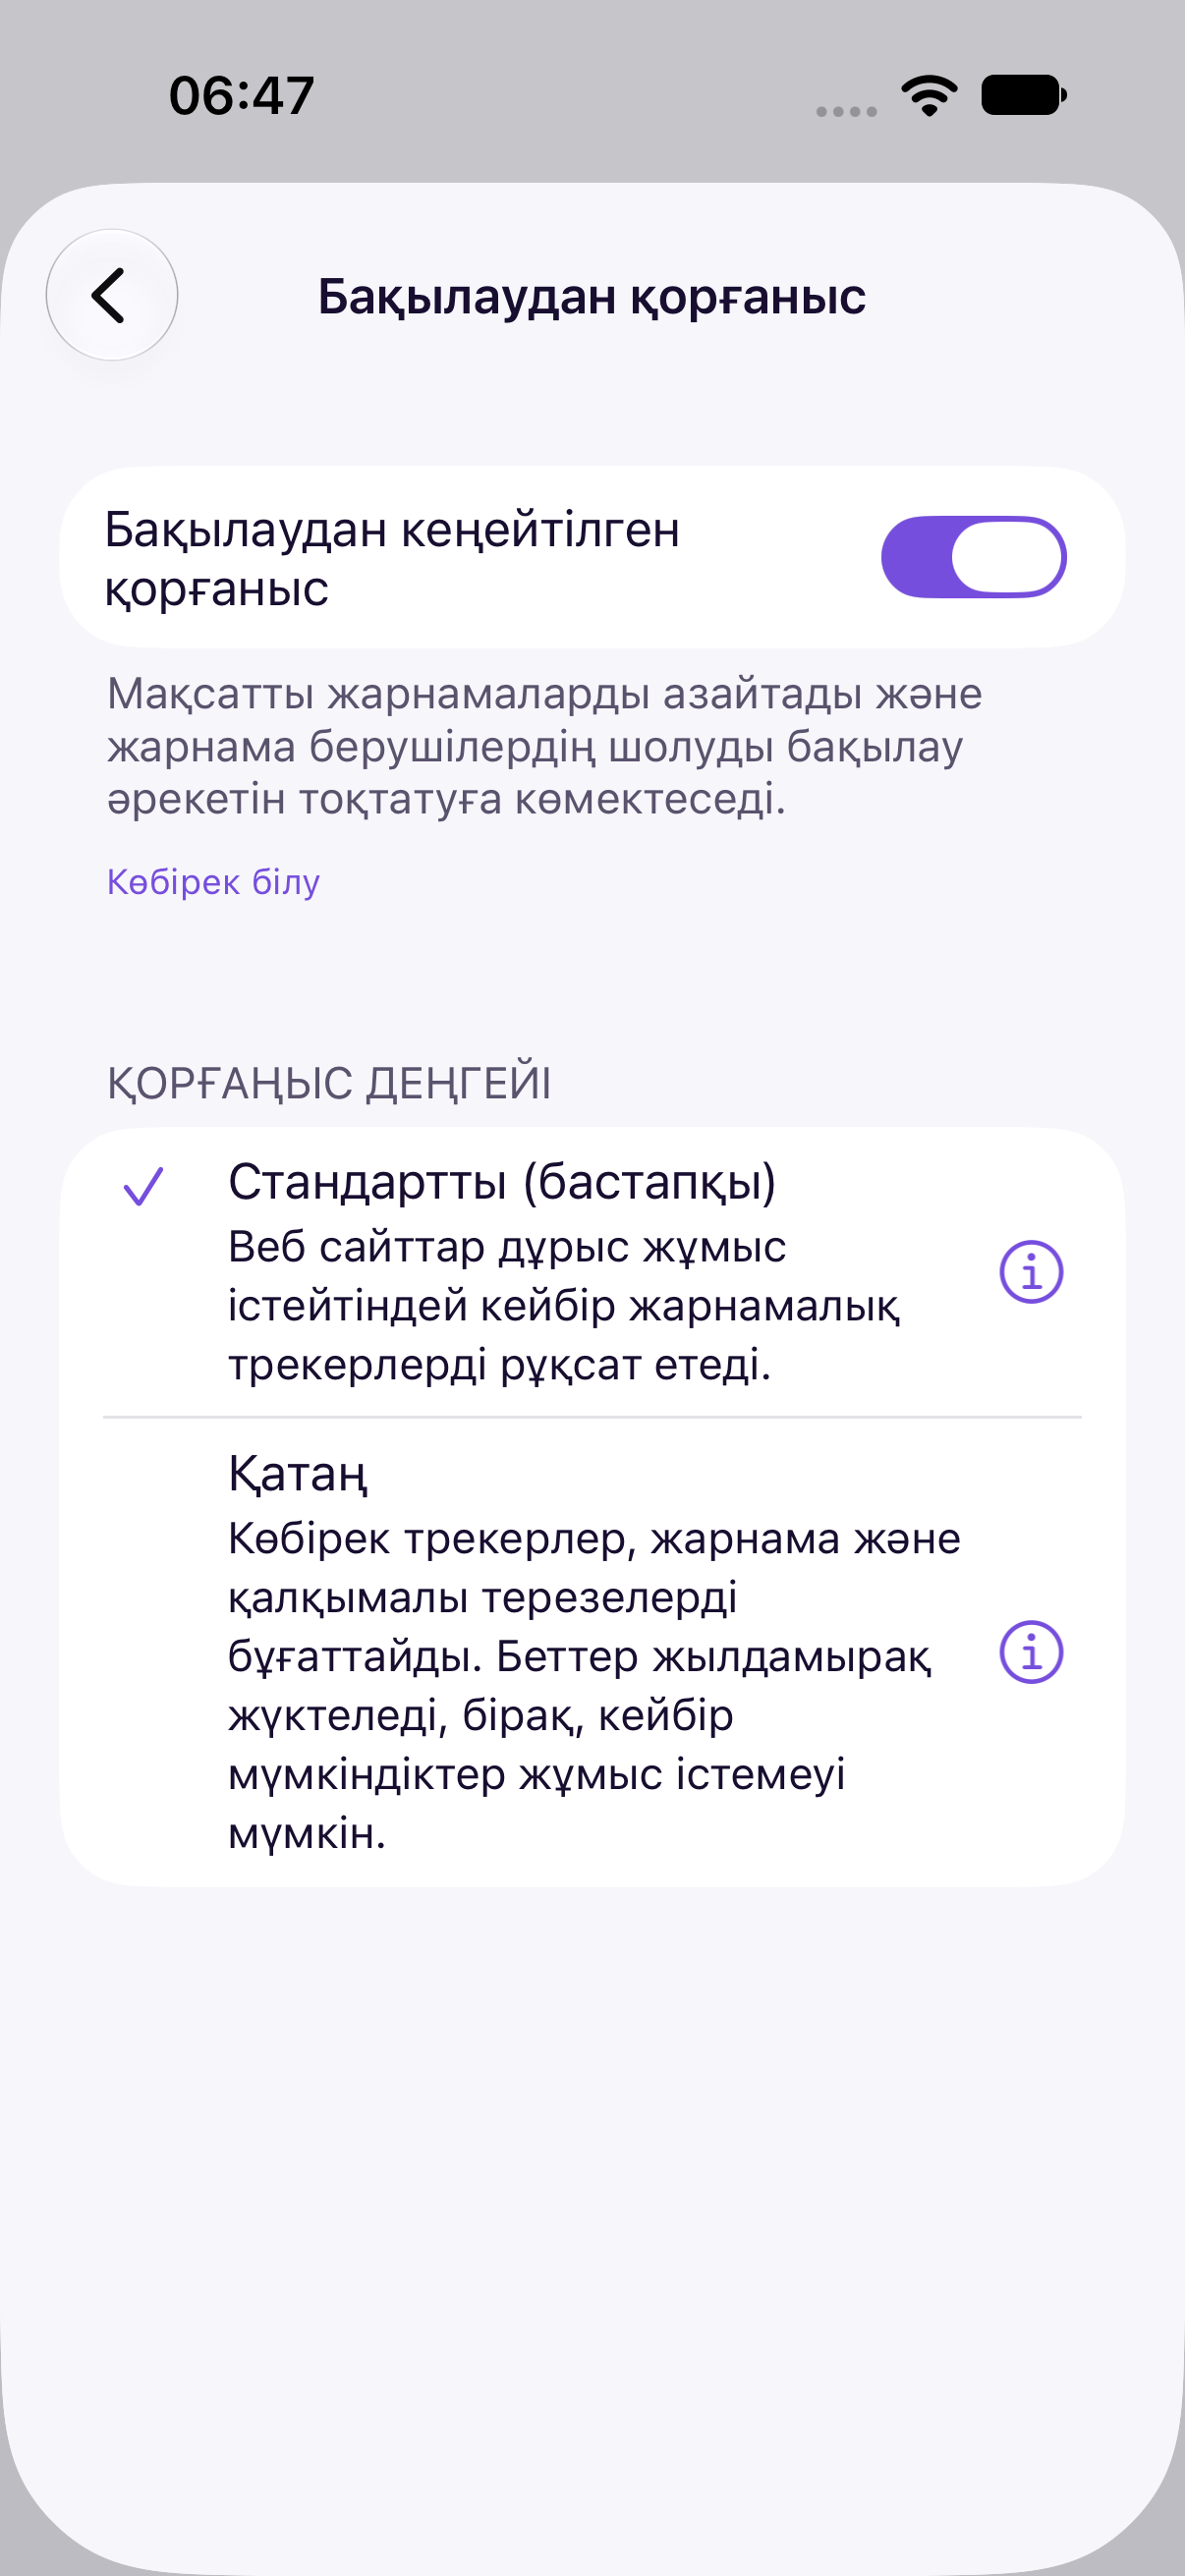 06:47
Бақылаудан қорғаныс
Бақылаудан кеңейтілген
қорғаныс
Мақсатты жарнамаларды азайтады және
жарнама берушілердің шолуды бақылау
әрекетін тоқтатуға көмектеседі.
Көбірек білу
ҚОРҒАҢЫС ДЕҢГЕЙІ
Стандартты (бастапқы)
Веб сайттар дұрыс жұмыс
істейтіндей кейбір жарнамалық
трекерлерді рұқсат етеді.
Қатаң
Көбірек трекерлер, жарнама және
қалқымалы терезелерді
бұғаттайды. Беттер жылдамырақ
жүктеледі, бірақ, кейбір
мүмкіндіктер жұмыс істемеуі
мүмкін.